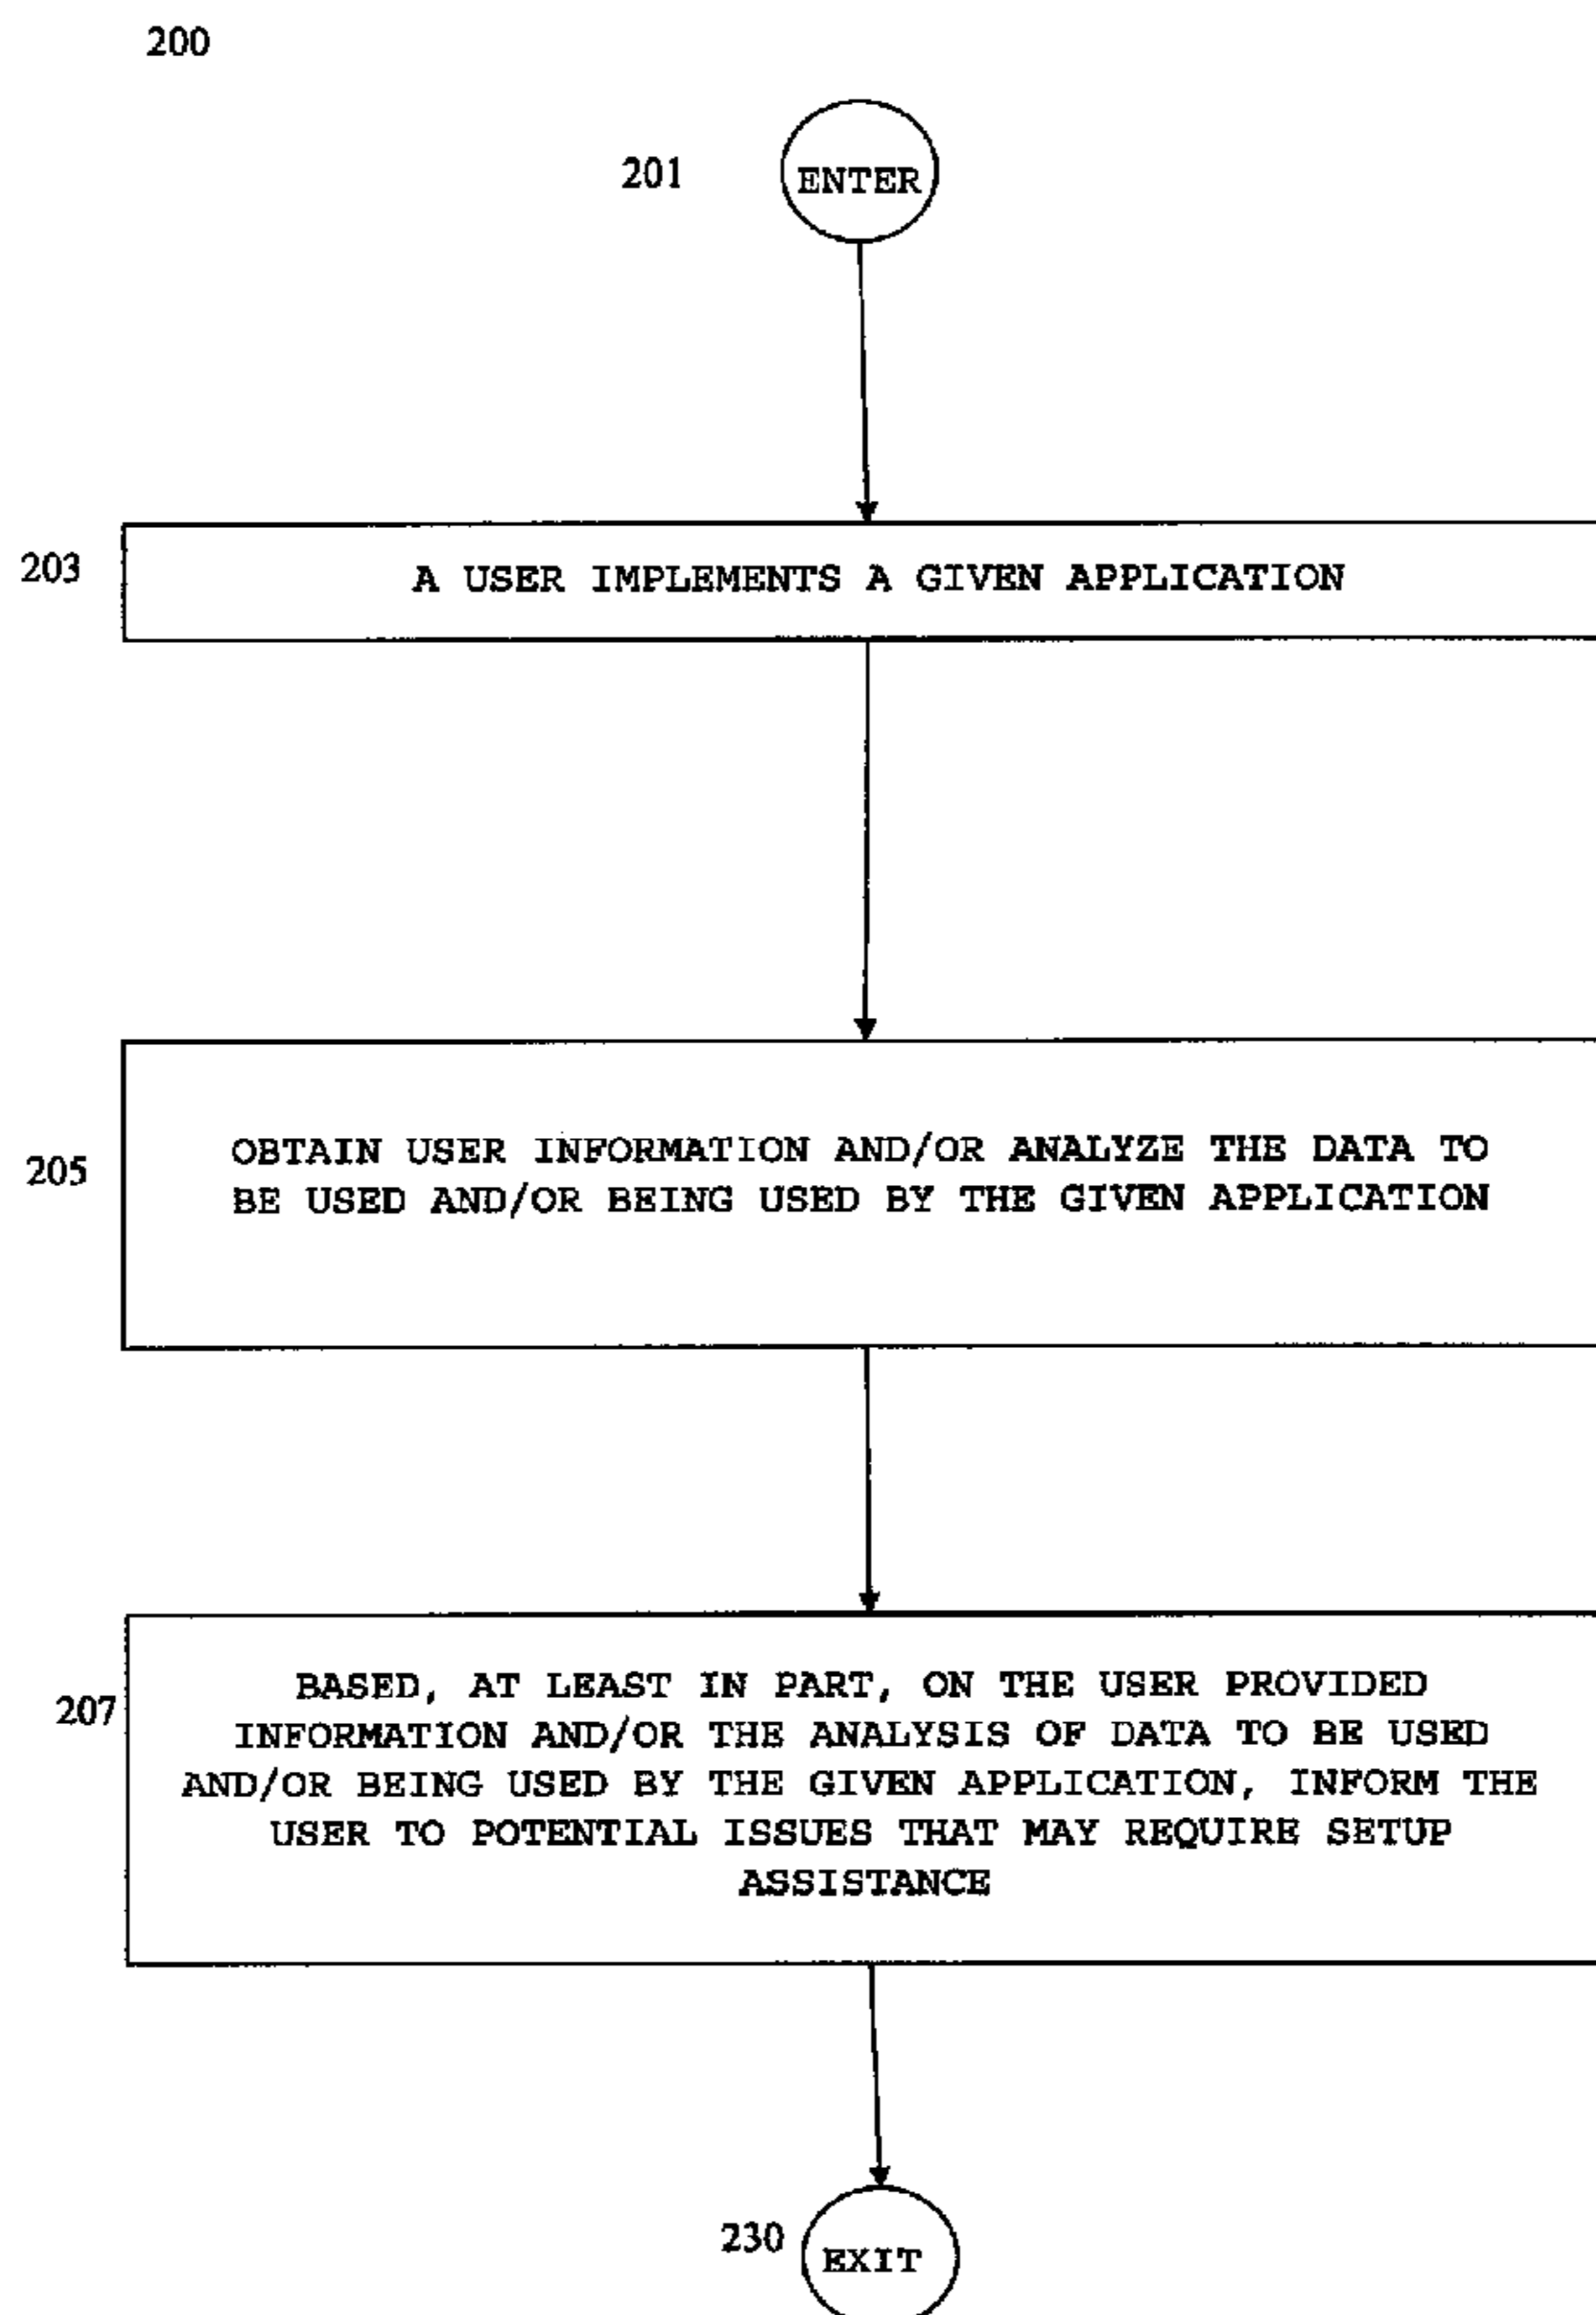 200
201
ENTER
203
A USER IMPLEMENTS A GIVEN APPLICATION
205
OBTAIN USER INFORMATION AND/OR ANALYZE THE DATA TO
BE USED AND/OR BEING USED BY THE GIVEN APPLICATION
207
BASED, AT LEAST IN PART, ON THE USER PROVIDED
INFORMATION AND/OR THE ANALYSIS OF DATA TO BE USED
AND/OR BEING USED BY THE GIVEN APPLICATION, INFORM THE
USER TO POTENTIAL ISSUES THAT MAY REQUIRE SETUP
ASSISTANCE
230
EXIT